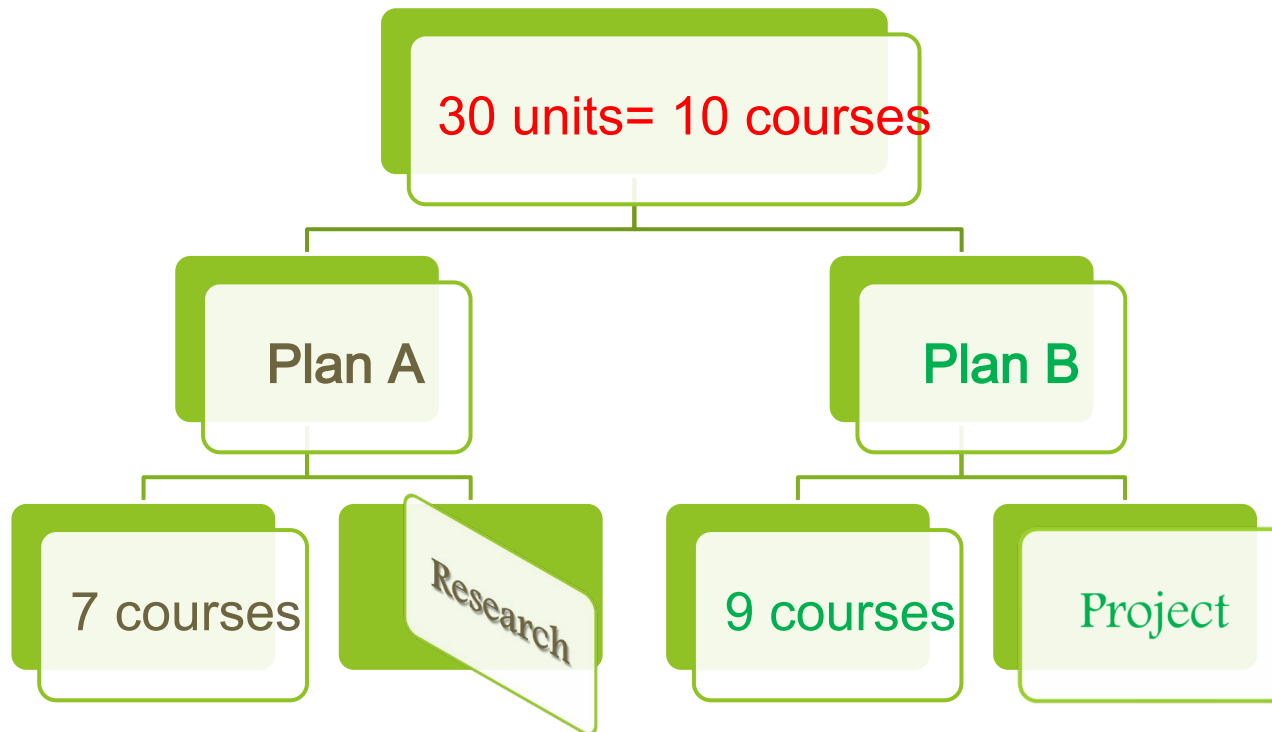 30 units= 10 courses
Plan A
Plan B
7 courses
Research
9 courses
Project